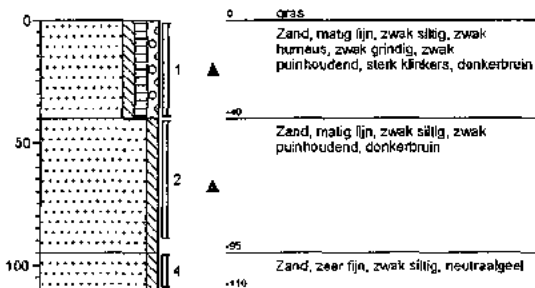 0
0 gras
Zand, matig fijn, zwak siltig, zwak
humeus, zwak grindig, zwak
puinhoudend, sterk klinkers, donkerbruin
1
-40
Zand, matig fijn, zwak siltig, zwak
puinhoudend, donkerbruin
50
2
-95
Zand, zeer fijn, zwak siltig, neutraalgeel
100
4
-110